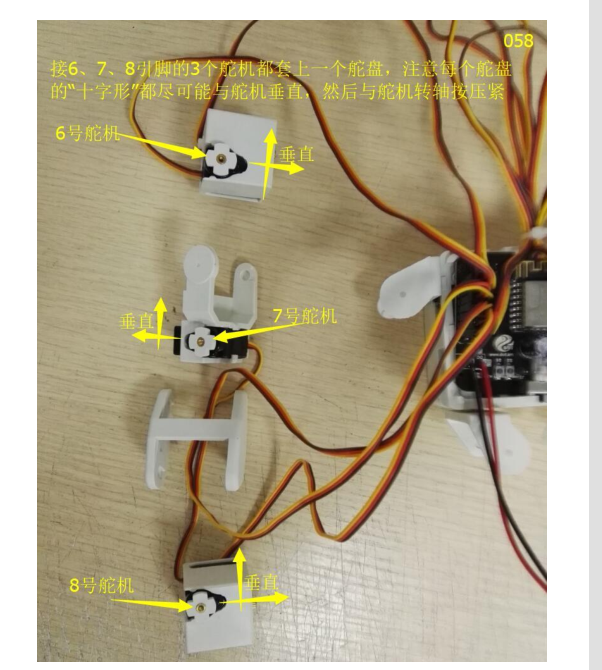 058
接6、7、8引脚的3个舵机都套上一个舵盘，注意每个舵盘
的“十字形”都尽可能与舵机垂直，然后与舵机转轴按压紧
6号舵机
垂直
垂直
7号舵机
8号舵机
垂直